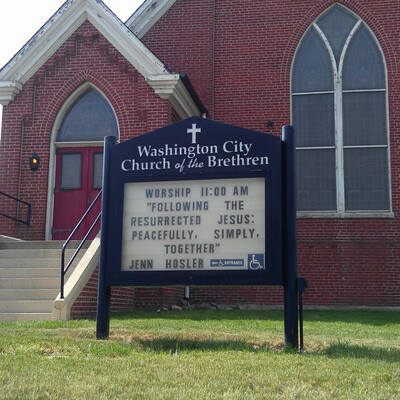 Washington City
Church of the Brethren
WORSHIP 11:00 AM
"FOLLOWING THE
RESURRECTED JESUS:
PEACEFULLY, SIMPLY,
TOGETHER"
JENN HOSLER ENTRANCE